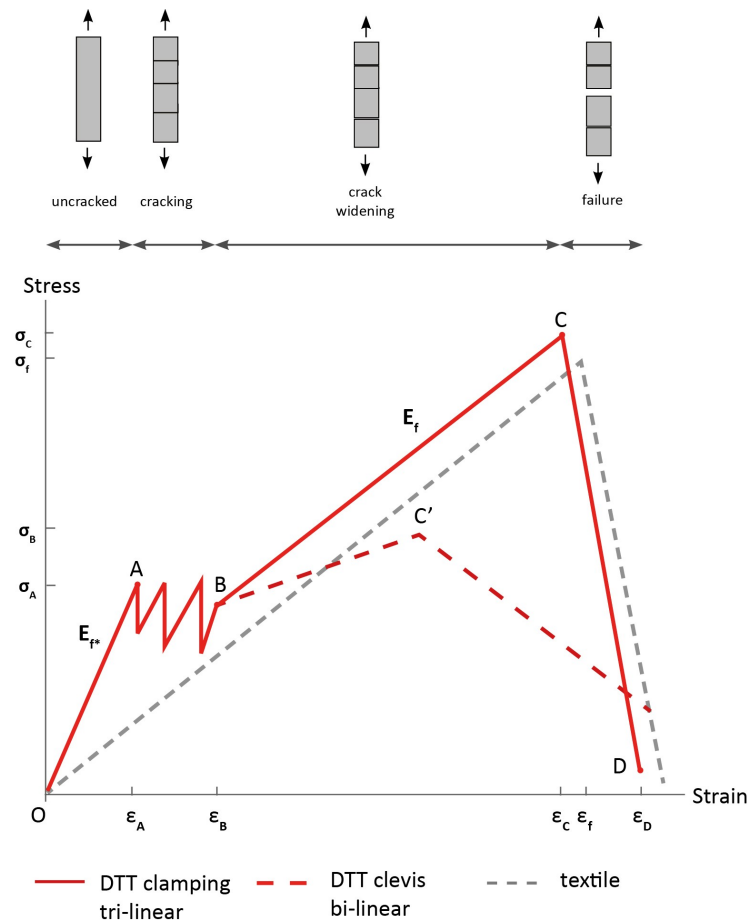 uncracked
cracking
crack
widening
failure
Stress
σC
σf
σB
σA
A
B
C
C′
D
Ef*
Ef
O
εA
εB
εC
εf
εD
Strain
DTT clamping
tri-linear
DTT clevis
bi-linear
textile